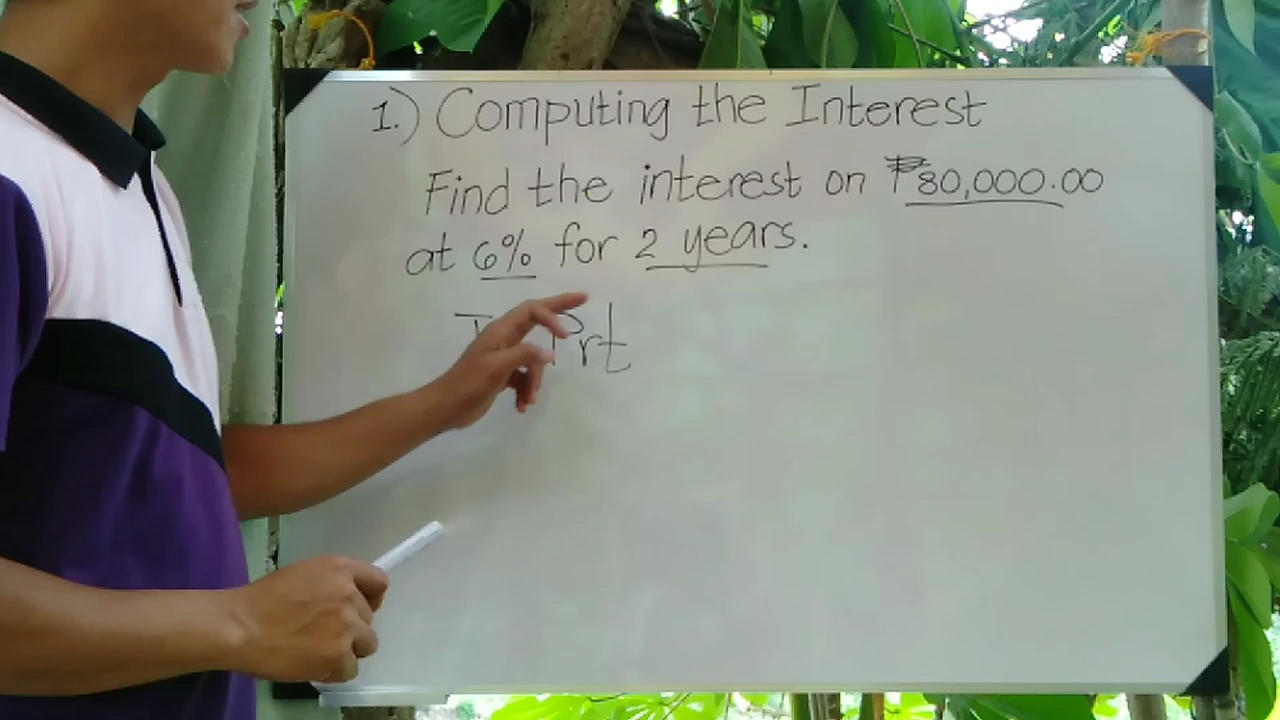 1.) Computing the Interest
Find the interest on ₱80,000.00
at 6% for 2 years.
I Prt